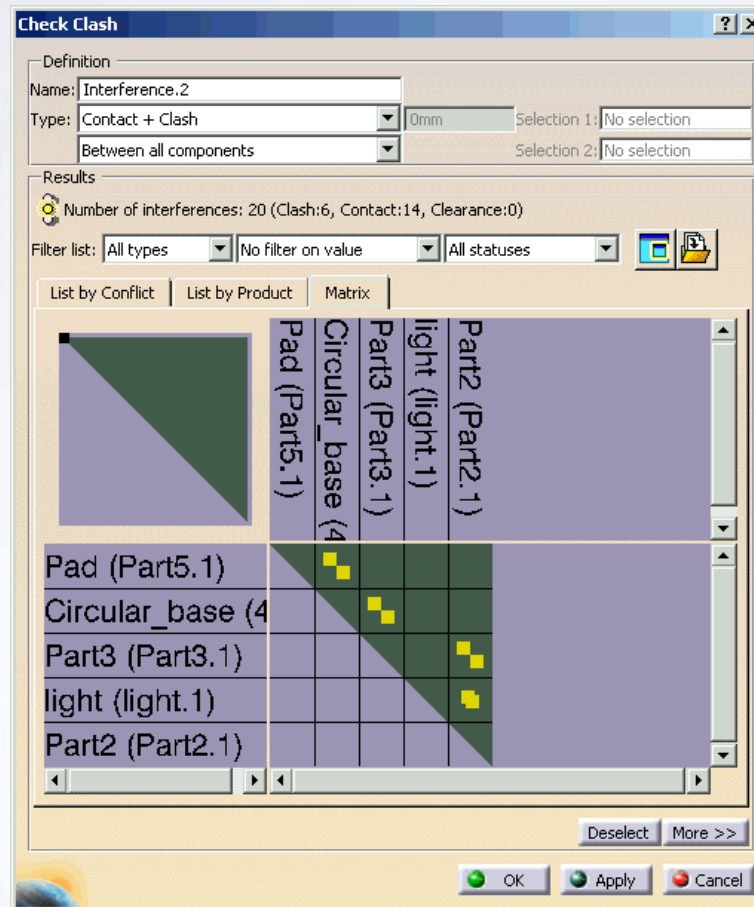 Check Clash
Definition
Name: Interference.2
Type: Contact + Clash 0mm Selection 1: No selection
Between all components Selection 2: No selection
Results
Number of interferences: 20 (Clash:6, Contact:14, Clearance:0)
Filter list: All types No filter on value All statuses
List by Conflict List by Product Matrix
Pad (Part5.1)
Circular_base (4
Part3 (Part3.1)
light (light.1)
Part2 (Part2.1)
Pad (Part5.1)
Circular_base (4
Part3 (Part3.1)
light (light.1)
Part2 (Part2.1)
Deselect More >>
OK Apply Cancel